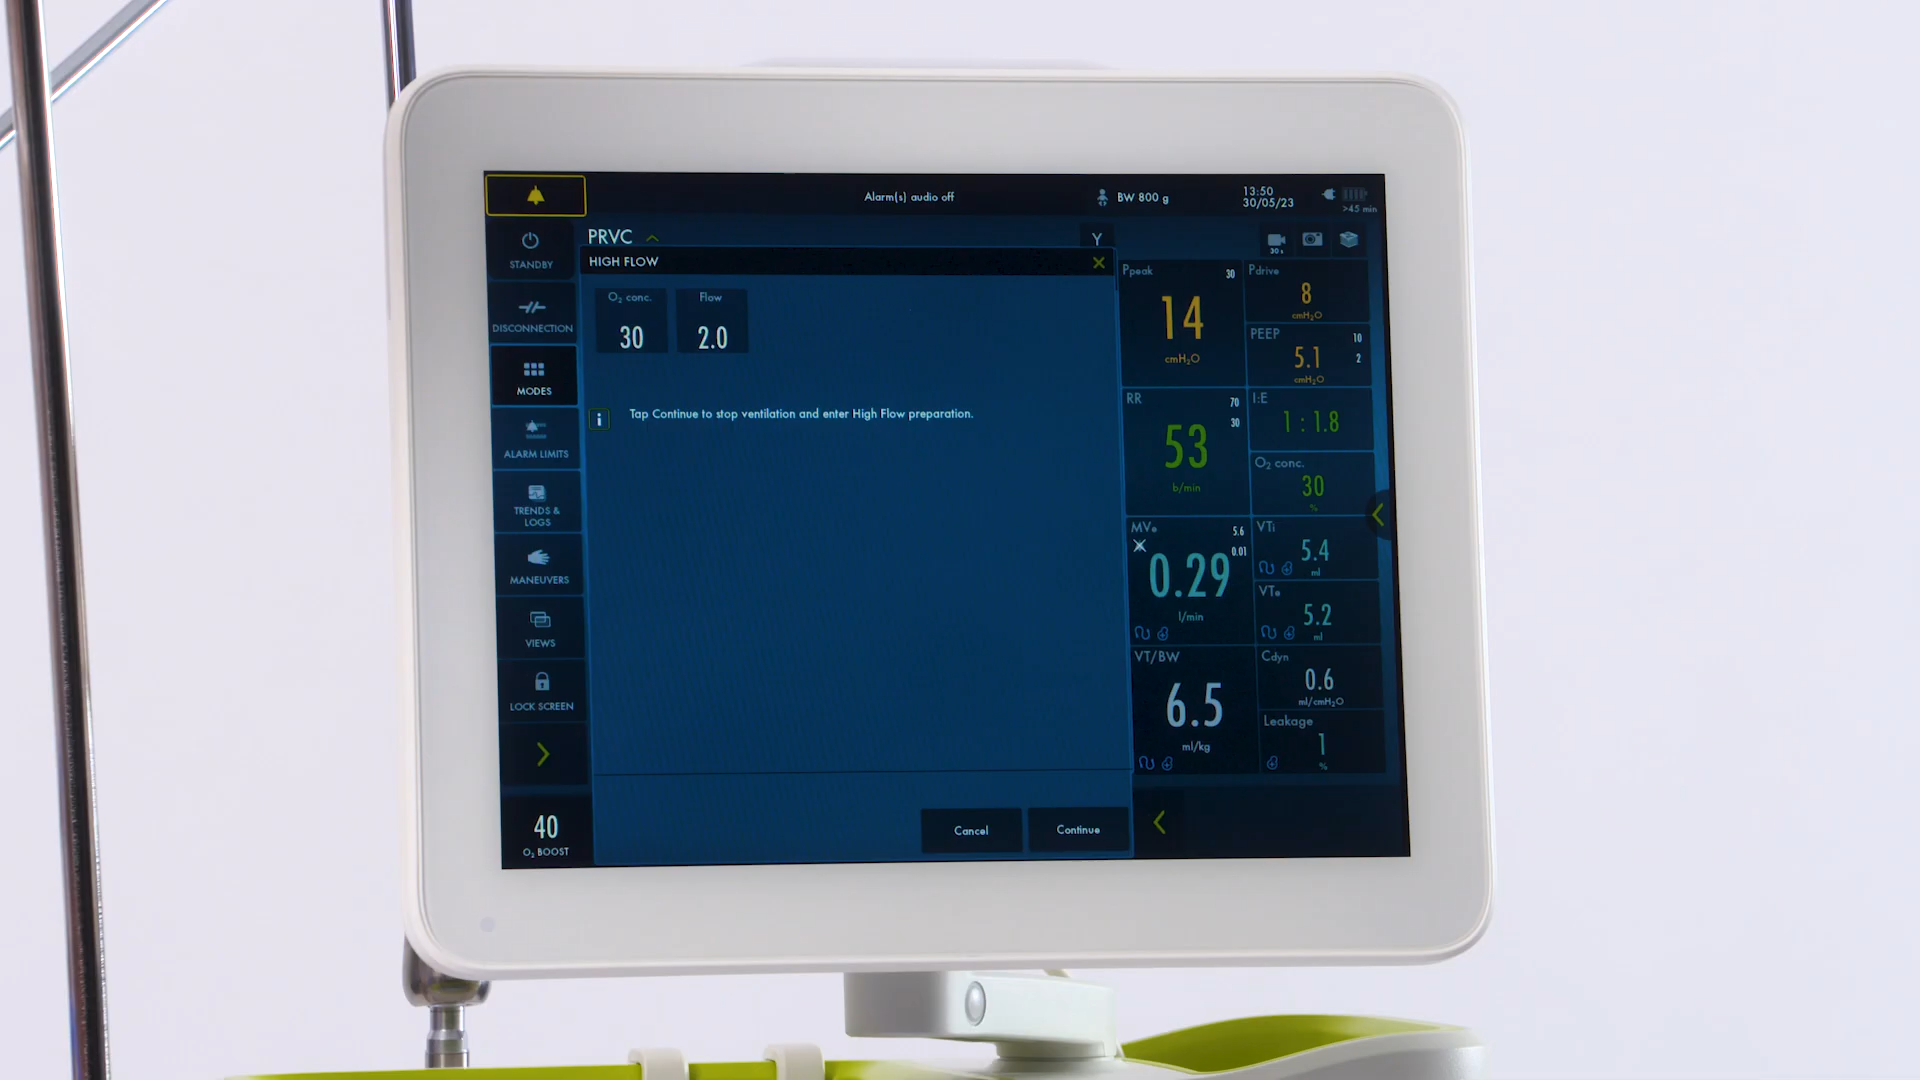 Alarm(s) audio off
BW 800 g
13:50
30/05/23
>45 min
STANDBY
PRVC
Y
30 s
HIGH FLOW
DISCONNECTION
O₂ conc.
30
Flow
2.0
MODES
Tap Continue to stop ventilation and enter High Flow preparation.
ALARM LIMITS
TRENDS &
LOGS
MANEUVERS
VIEWS
LOCK SCREEN
40
O₂ BOOST
Cancel
Continue
Ppeak
30
14
cmH₂O
Pdrive
8
cmH₂O
PEEP
10
5.1
2
cmH₂O
RR
70
30
53
b/min
I:E
1 : 1.8
O₂ conc.
30
%
MVe
5.6
0.01
0.29
l/min
VTi
5.4
ml
VTe
5.2
ml
VT/BW
6.5
ml/kg
Cdyn
0.6
ml/cmH₂O
Leakage
1
%